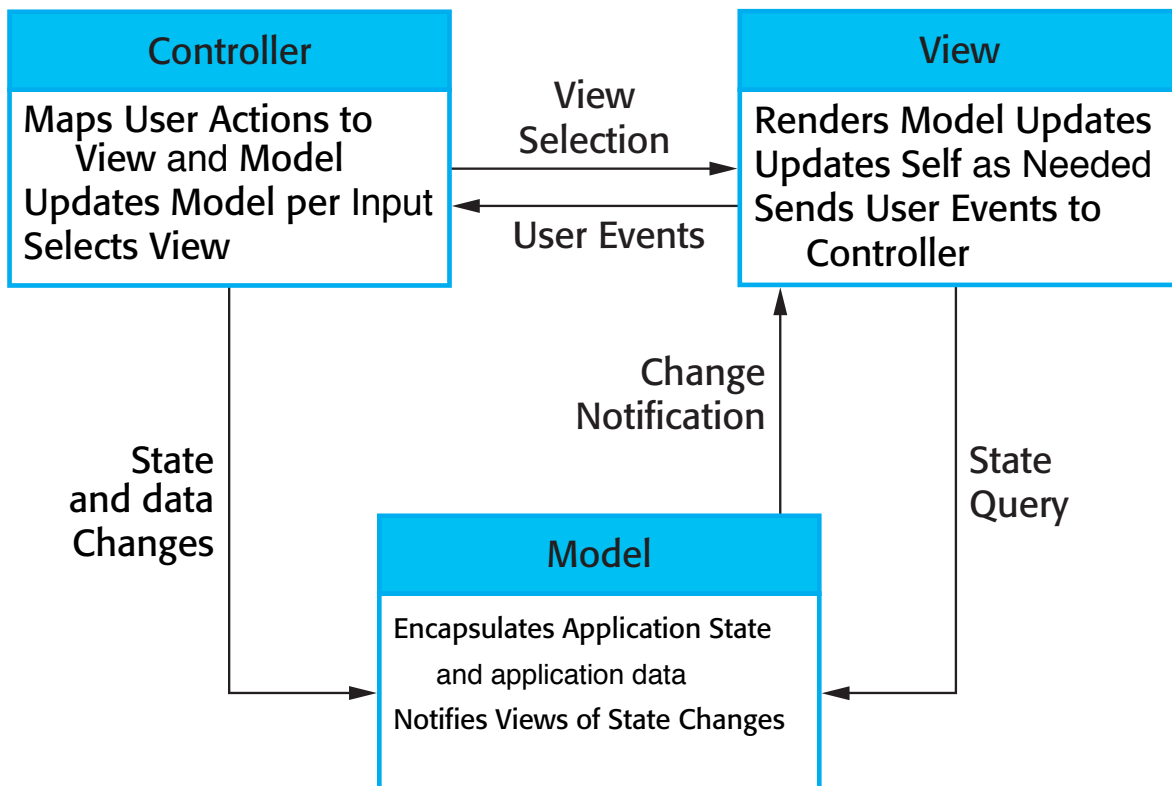 Controller
Maps User Actions to
View and Model
Updates Model per Input
Selects View
View
Selection
User Events
View
Renders Model Updates
Updates Self as Needed
Sends User Events to
Controller
Change
Notification
State
and data
Changes
State
Query
Model
Encapsulates Application State
and application data
Notifies Views of State Changes